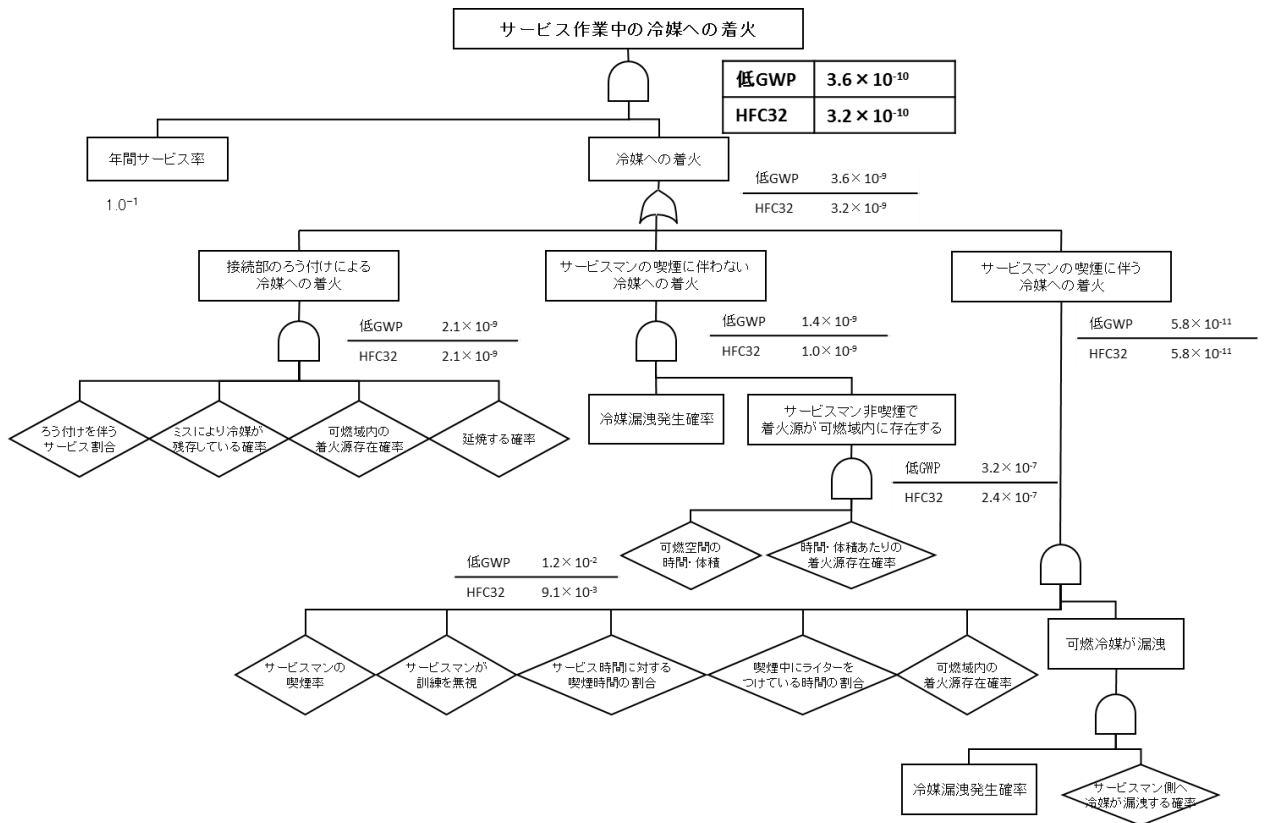 サービス作業中の冷媒への着火
低GWP 3.6×10⁻¹⁰
HFC32 3.2×10⁻¹⁰
年間サービス率
1.0⁻¹
冷媒への着火
低GWP 3.6×10⁻⁹
HFC32 3.2×10⁻⁹
接続部のろう付けによる
冷媒への着火
低GWP 2.1×10⁻⁹
HFC32 2.1×10⁻⁹
サービスマンの喫煙に伴わない
冷媒への着火
低GWP 1.4×10⁻⁹
HFC32 1.0×10⁻⁹
サービスマンの喫煙に伴う
冷媒への着火
低GWP 5.8×10⁻¹¹
HFC32 5.8×10⁻¹¹
ろう付けを伴う
サービス割合
ミスにより冷媒が
残存している確率
可燃域内の
着火源存在確率
延焼する確率
冷媒漏洩発生確率
サービスマン非喫煙で
着火源が可燃域内に存在する
低GWP 3.2×10⁻⁷
HFC32 2.4×10⁻⁷
可燃空間の
時間・体積
時間・体積あたりの
着火源存在確率
低GWP 1.2×10⁻²
HFC32 9.1×10⁻³
サービスマンの
喫煙率
サービスマンが
訓練を無視
サービス時間に対する
喫煙時間の割合
喫煙中にライターを
つけている時間の割合
可燃域内の
着火源存在確率
可燃冷媒が漏洩
冷媒漏洩発生確率
サービスマン側へ
冷媒が漏洩する確率